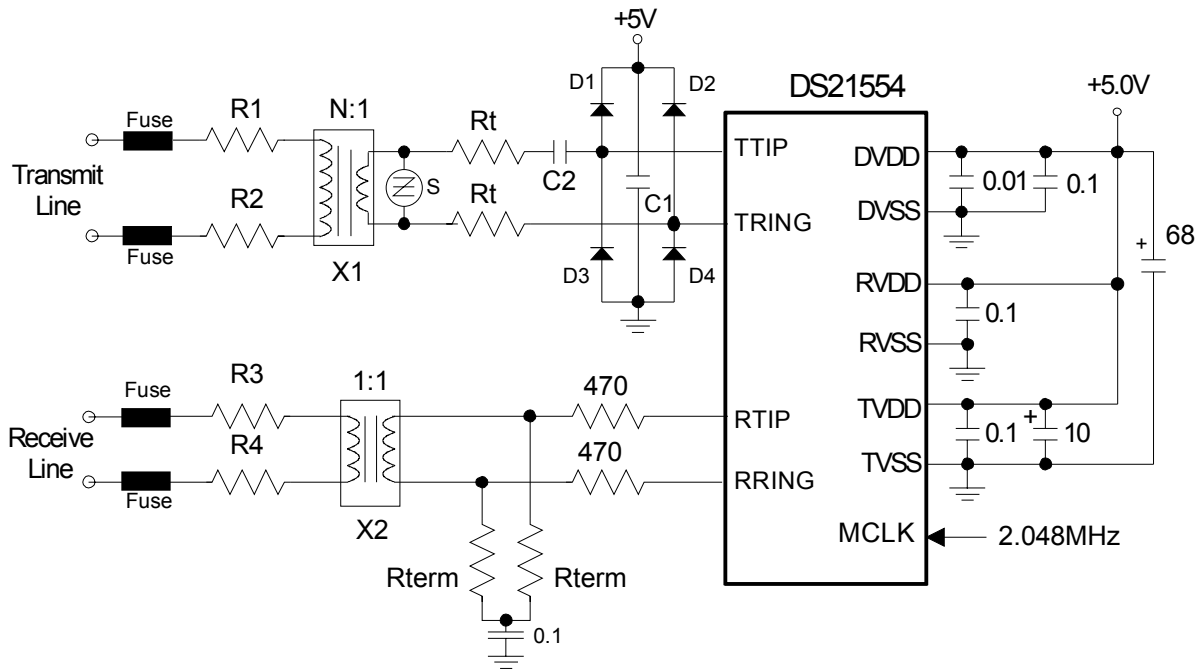 +5V
D1
D2
DS21554
+5.0V
Fuse
R1
N:1
Rt
TTIP
DVDD
Transmit
Line
C2
S
0.01
0.1
R2
Rt
C1
TRING
DVSS
Fuse
X1
D3
D4
68
+
RVDD
0.1
RVSS
Fuse
R3
1:1
470
RTIP
TVDD
Receive
Line
R4
470
0.1
+
10
TVSS
Fuse
RRING
X2
MCLK
2.048MHz
Rterm
Rterm
0.1